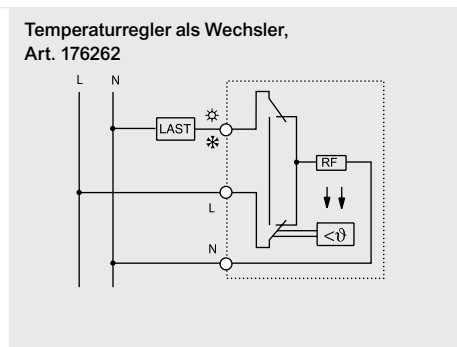 Temperaturregler als Wechsler,
Art. 176262
L N
LAST
RF
L
<ϑ
N